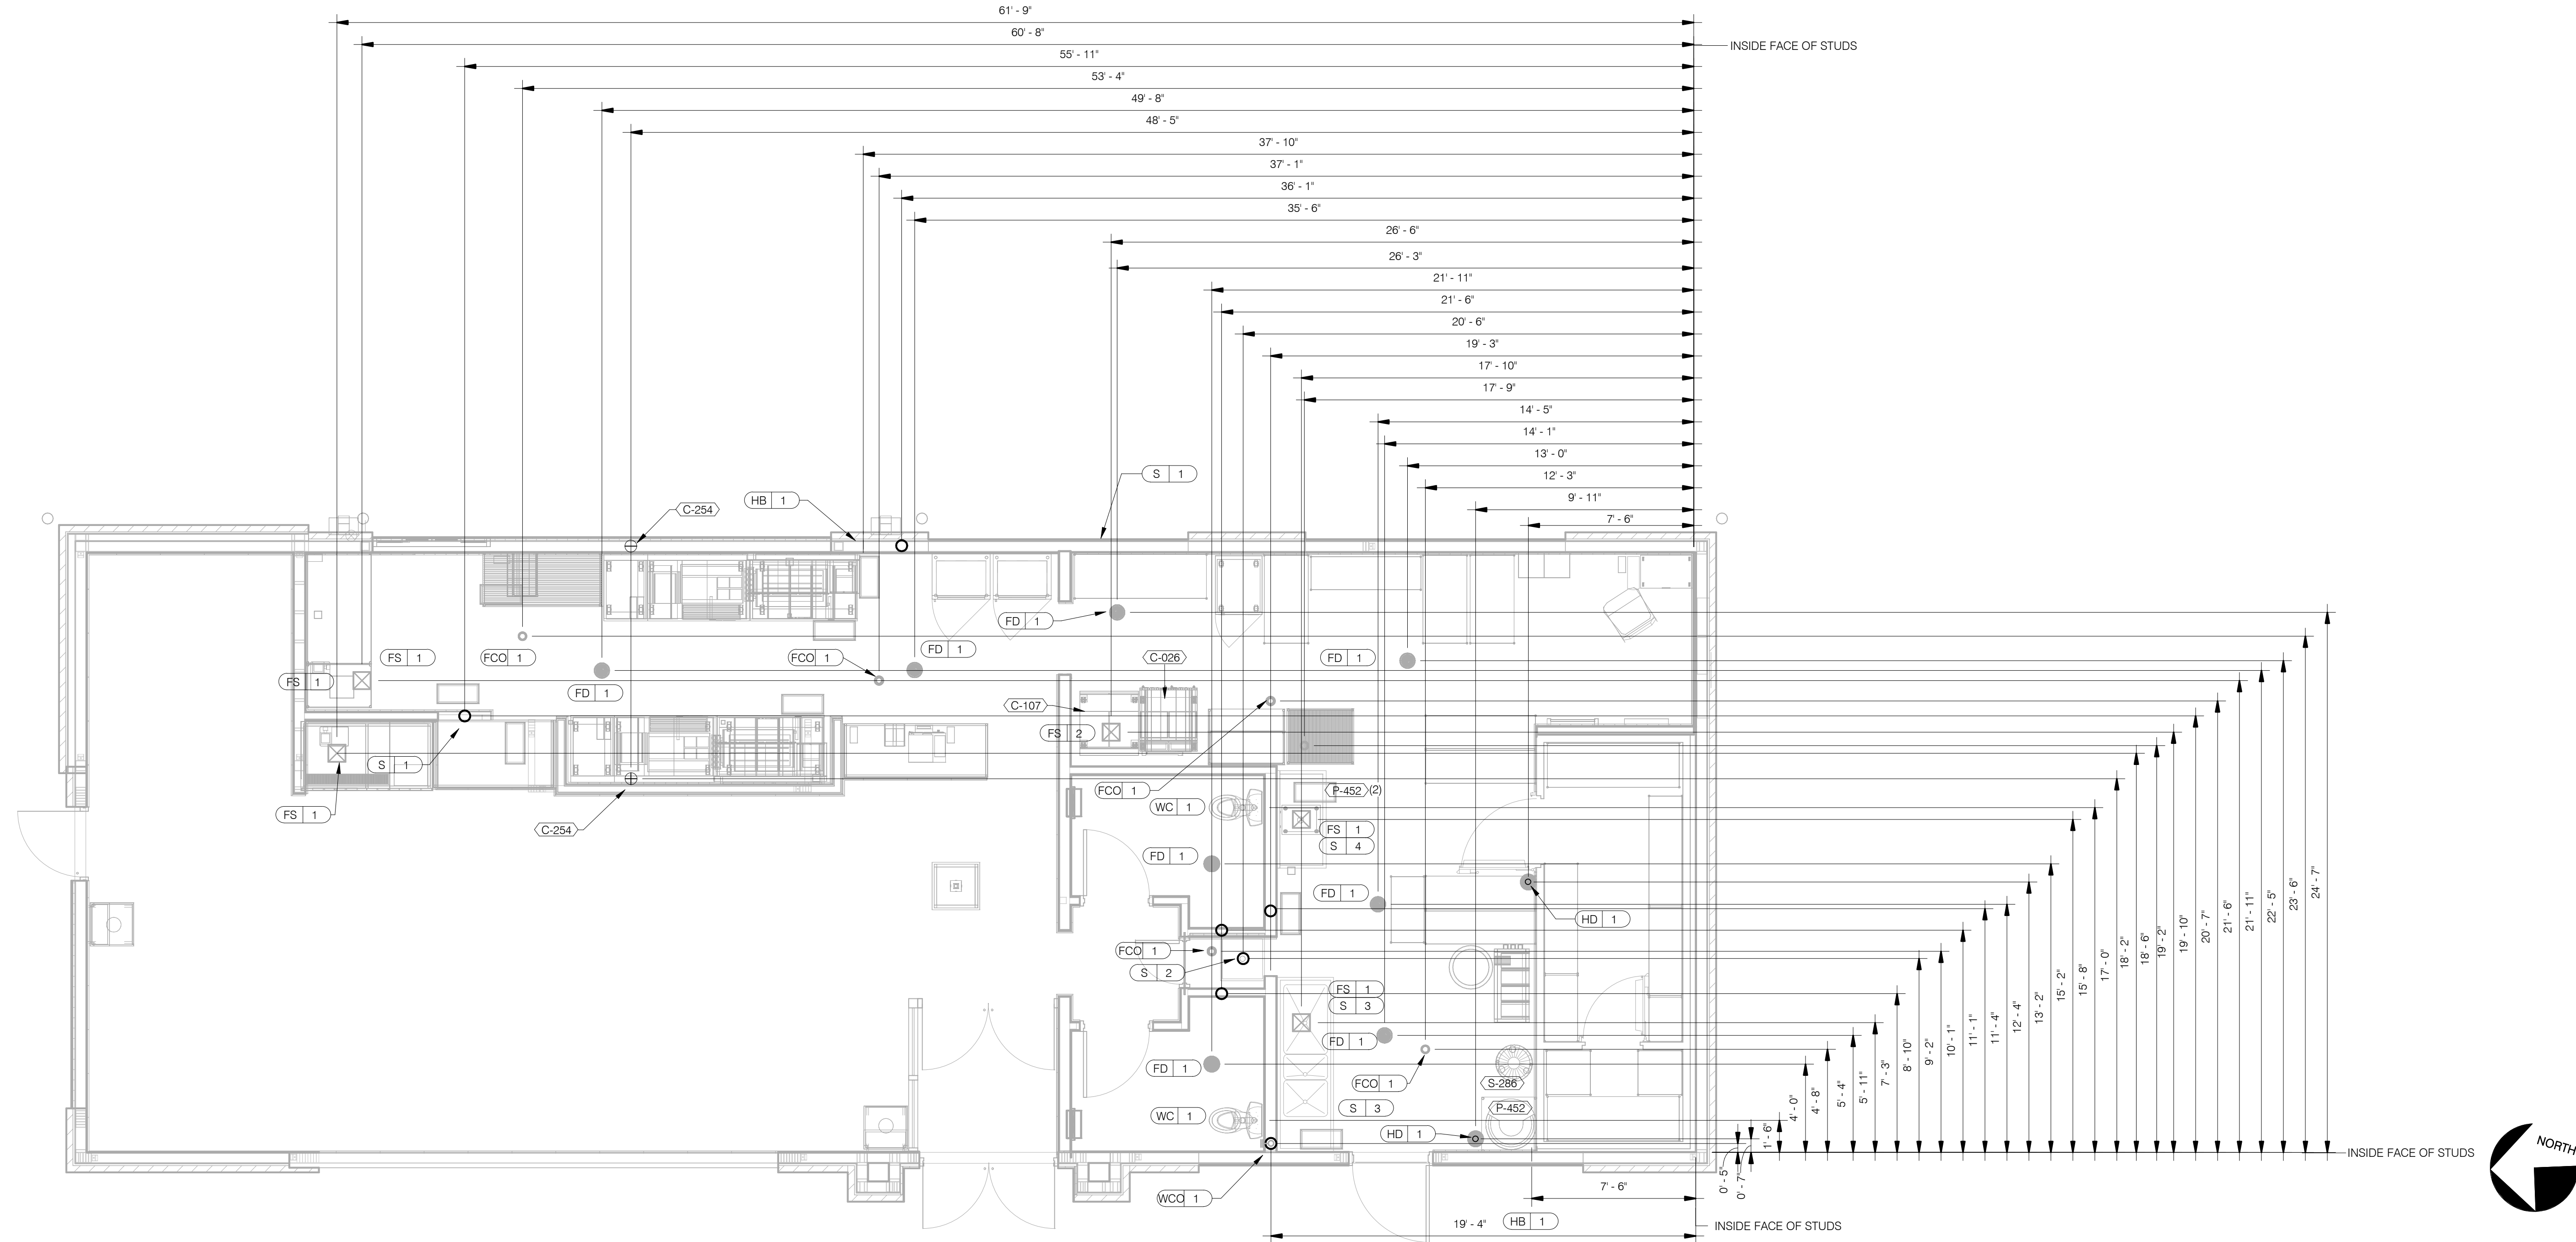 61' - 9"
60' - 8"
INSIDE FACE OF STUDS
55' - 11"
53' - 4"
49' - 8"
48' - 5"
37' - 10"
37' - 1"
36' - 1"
35' - 6"
26' - 6"
26' - 3"
21' - 11"
21' - 6"
20' - 6"
19' - 3"
17' - 10"
17' - 9"
14' - 5"
14' - 1"
13' - 0"
12' - 3"
9' - 11"
7' - 6"
S 1
HB 1
C-254
FD 1
FS 1
FCO 1
FCO 1
FD 1
C-026
FD 1
FS 1
FD 1
C-107
FS 2
S 1
FCO 1
P-452 (2)
WC 1
FS 1
C-254
FS 1
S 4
FD 1
FD 1
HD 1
FCO 1
S 2
FS 1
S 3
FD 1
FD 1
FCO 1
S-286
S 3
P-452
WC 1
HD 1
WCO 1
0' - 5"
0' - 7"
1' - 6"
4' - 0"
4' - 8"
5' - 4"
5' - 11"
7' - 3"
8' - 10"
9' - 2"
10' - 1"
11' - 1"
11' - 4"
12' - 4"
13' - 2"
15' - 2"
15' - 8"
17' - 0"
18' - 2"
18' - 6"
19' - 2"
19' - 10"
20' - 7"
21' - 6"
21' - 11"
22' - 5"
23' - 6"
24' - 7"
INSIDE FACE OF STUDS
NORTH
7' - 6"
19' - 4"
HB 1
INSIDE FACE OF STUDS